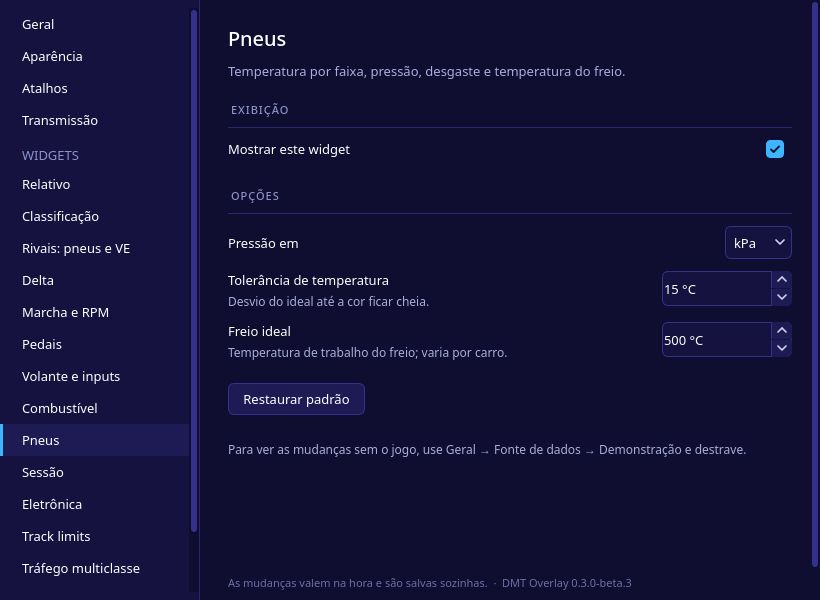 Geral
Aparência
Atalhos
Transmissão
WIDGETS
Relativo
Classificação
Rivais: pneus e VE
Delta
Marcha e RPM
Pedais
Volante e inputs
Combustível
Pneus
Sessão
Eletrônica
Track limits
Tráfego multiclasse
Pneus
Temperatura por faixa, pressão, desgaste e temperatura do freio.
EXIBIÇÃO
Mostrar este widget
OPÇÕES
Pressão em
kPa
Tolerância de temperatura
Desvio do ideal até a cor ficar cheia.
15 °C
Freio ideal
Temperatura de trabalho do freio; varia por carro.
500 °C
Restaurar padrão
Para ver as mudanças sem o jogo, use Geral → Fonte de dados → Demonstração e destrave.
As mudanças valem na hora e são salvas sozinhas. · DMT Overlay 0.3.0-beta.3